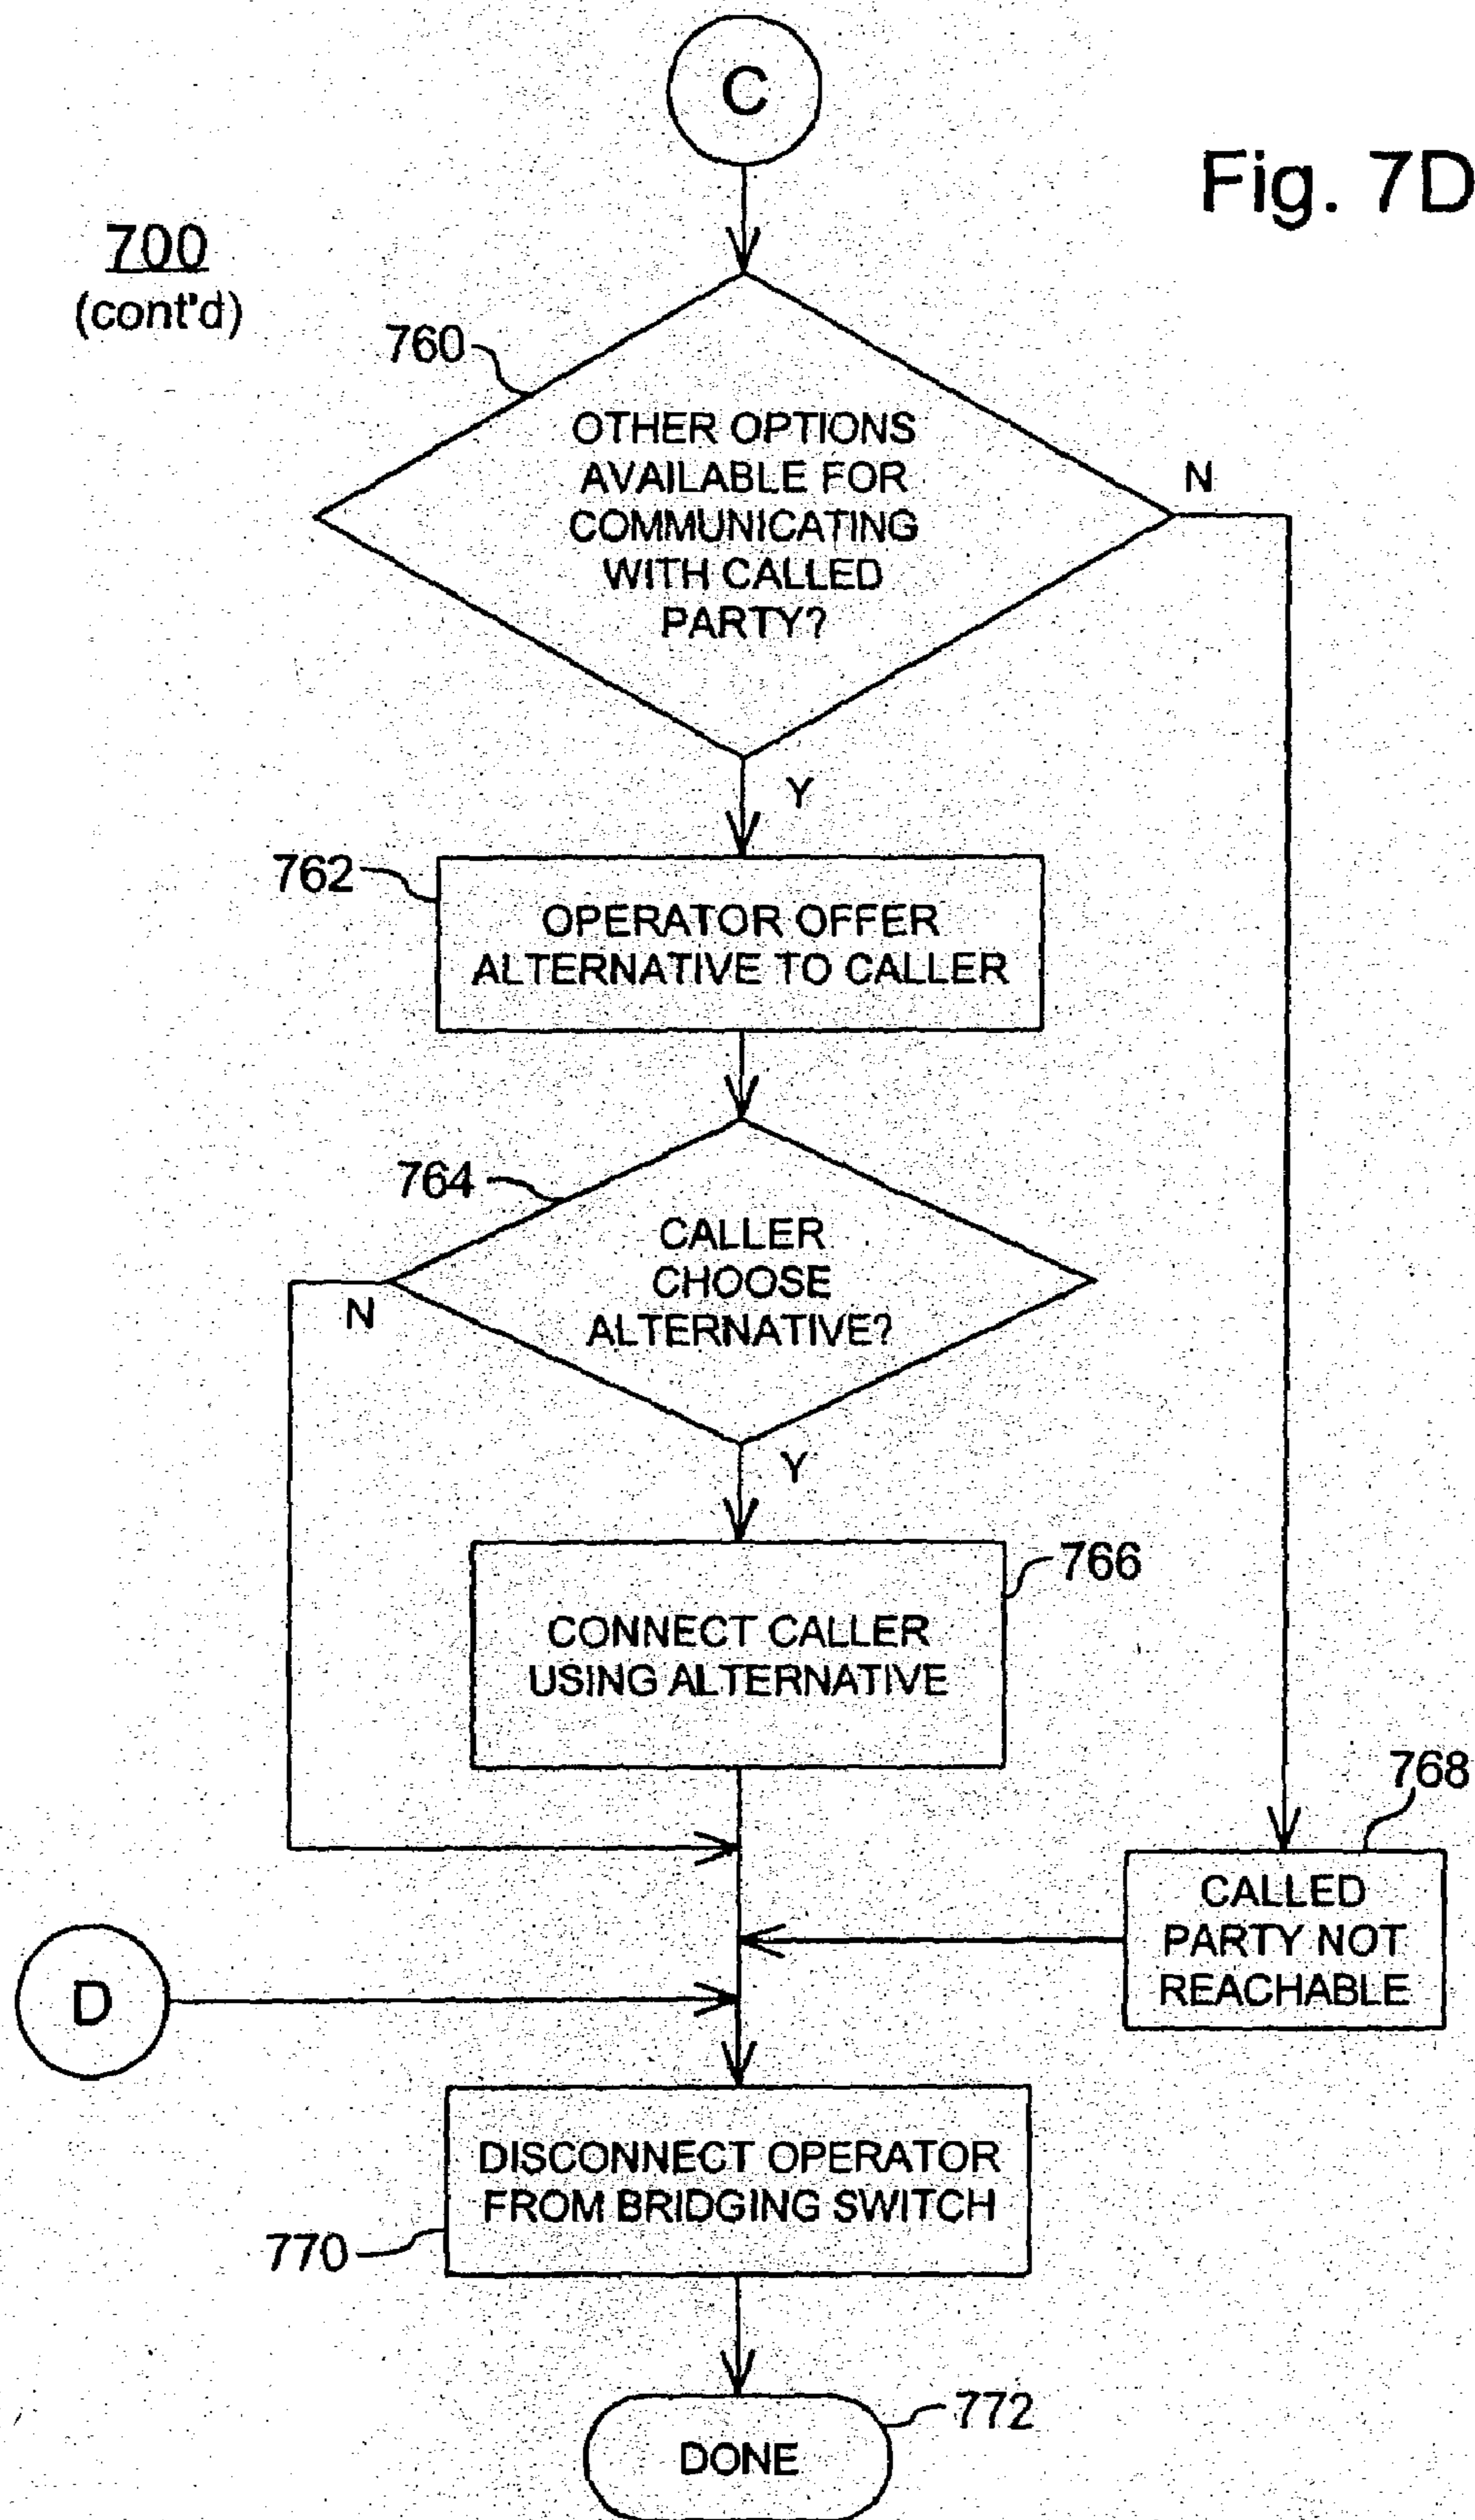 C
Fig. 7D
700
(cont'd)
760
OTHER OPTIONS
AVAILABLE FOR
COMMUNICATING
WITH CALLED
PARTY?
N
Y
762
OPERATOR OFFER
ALTERNATIVE TO CALLER
764
CALLER
CHOOSE
ALTERNATIVE?
N
Y
766
CONNECT CALLER
USING ALTERNATIVE
768
CALLED
PARTY NOT
REACHABLE
D
DISCONNECT OPERATOR
FROM BRIDGING SWITCH
770
772
DONE